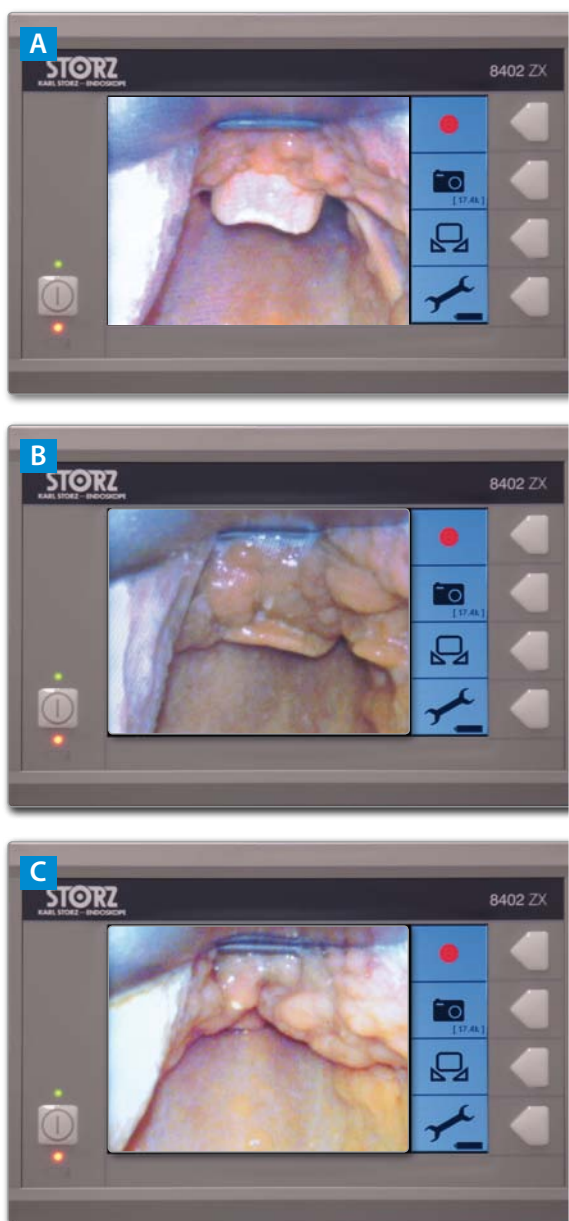 A
STORZ
KARL STORZ – ENDOSKOPE
8402 ZX
[ 17.4k ]
B
STORZ
KARL STORZ – ENDOSKOPE
8402 ZX
[ 17.4k ]
C
STORZ
KARL STORZ – ENDOSKOPE
8402 ZX
[ 17.4k ]